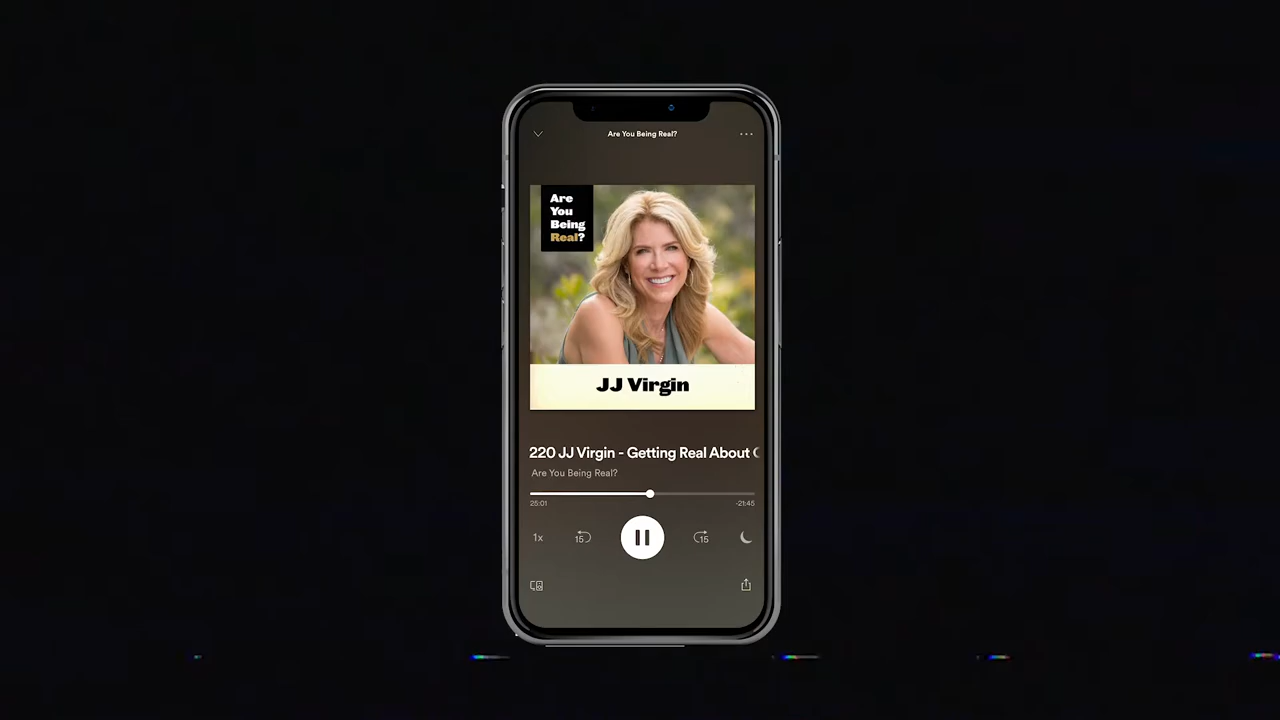 Are You Being Real?
Are
You
Being
Real?
JJ Virgin
220 JJ Virgin - Getting Real About
Are You Being Real?
25:01
-21:45
1x
15
15